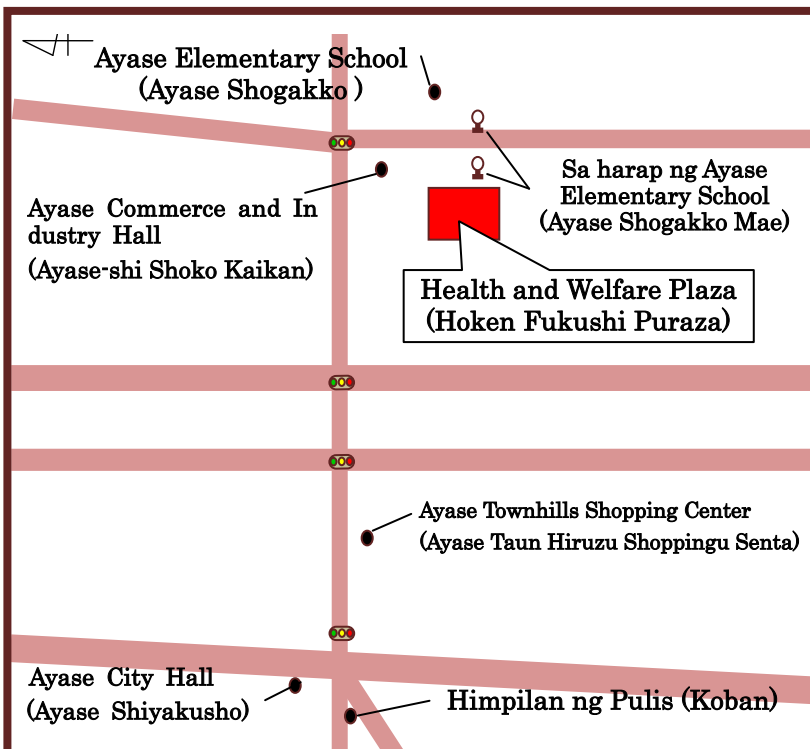 Ayase Elementary School
(Ayase Shogakko )
Sa harap ng Ayase
Elementary School
(Ayase Shogakko Mae)
Ayase Commerce and In
dustry Hall
(Ayase-shi Shoko Kaikan)
Health and Welfare Plaza
(Hoken Fukushi Puraza)
Ayase Townhills Shopping Center
(Ayase Taun Hiruzu Shoppingu Senta)
Ayase City Hall
(Ayase Shiyakusho)
Himpilan ng Pulis (Koban)